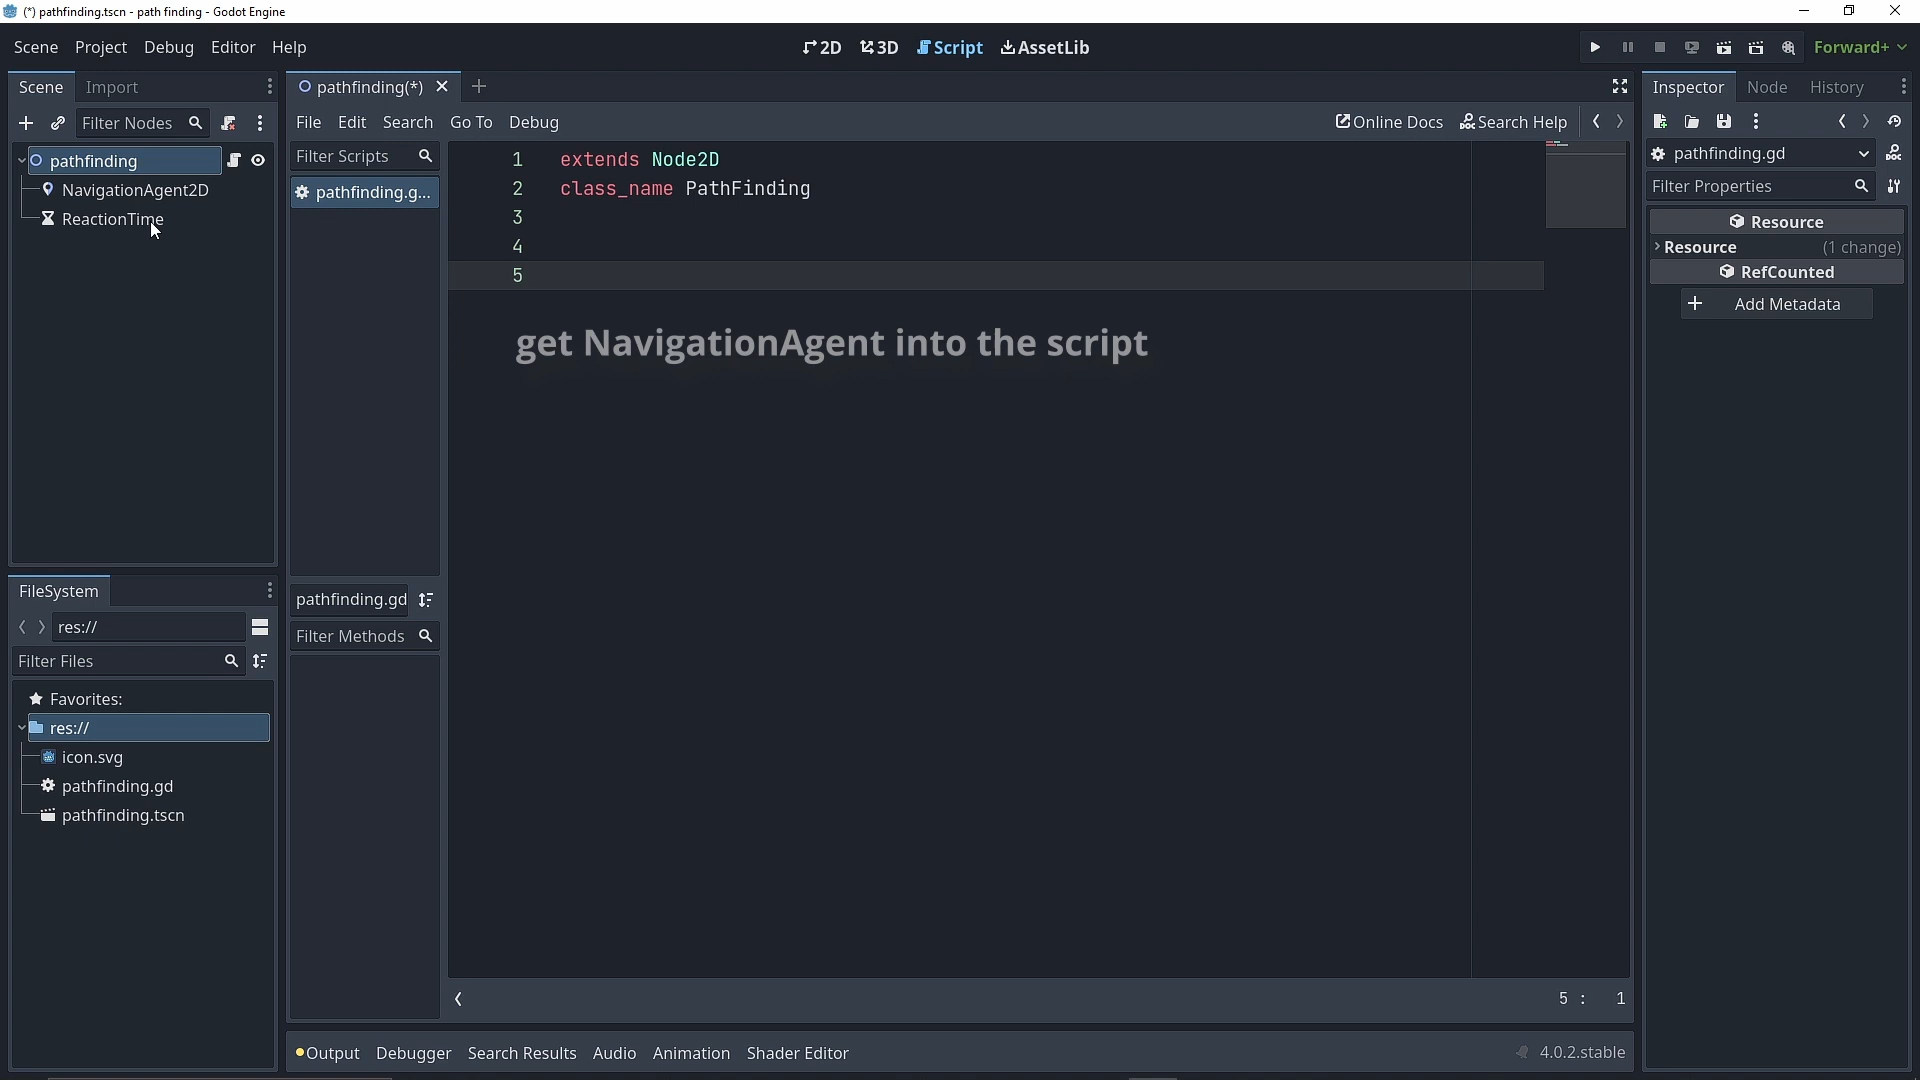 (*) pathfinding.tscn - path finding - Godot Engine
Scene Project Debug Editor Help
2D 3D Script AssetLib
Forward+
Scene Import
Filter Nodes
pathfinding
NavigationAgent2D
ReactionTime
pathfinding(*)
File Edit Search Go To Debug
Online Docs Search Help
Filter Scripts
pathfinding.g...
1 extends Node2D
2 class_name PathFinding
3
4
5
get NavigationAgent into the script
pathfinding.gd
Filter Methods
5 : 1
Output Debugger Search Results Audio Animation Shader Editor
4.0.2.stable
FileSystem
res://
Filter Files
Favorites:
res://
icon.svg
pathfinding.gd
pathfinding.tscn
Inspector Node History
pathfinding.gd
Filter Properties
Resource
Resource (1 change)
RefCounted
Add Metadata